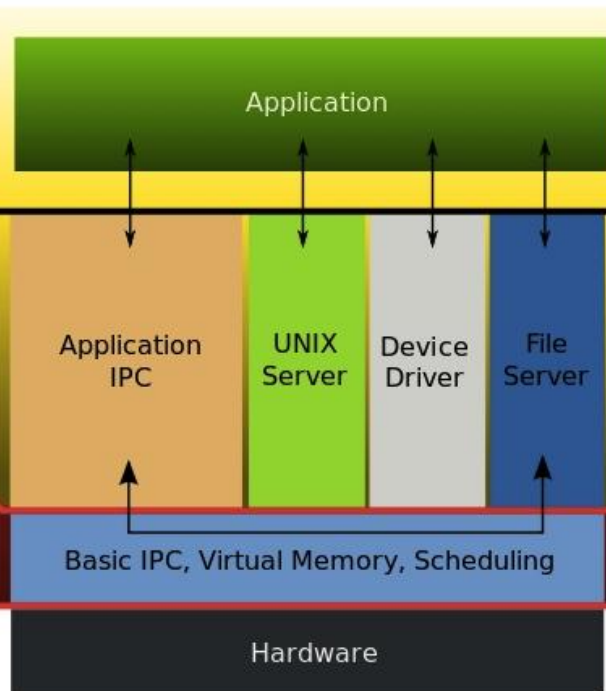 Application
Application
IPC
UNIX
Server
Device
Driver
File
Server
Basic IPC, Virtual Memory, Scheduling
Hardware